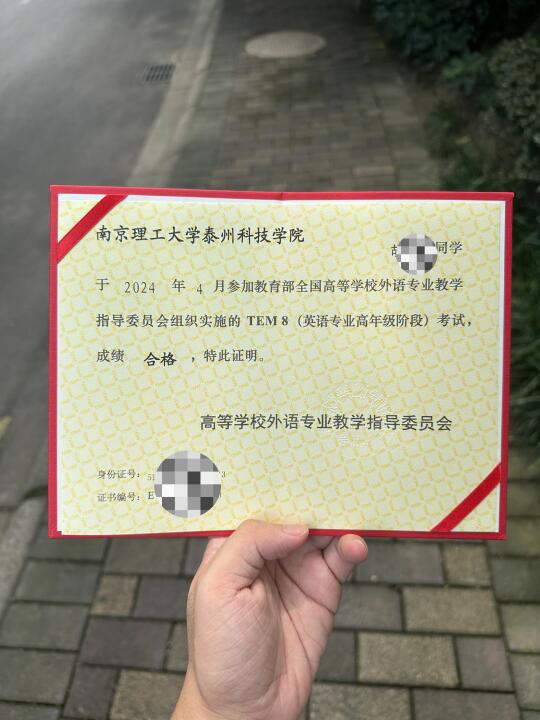 南京理工大学泰州科技学院
同学
于 2024 年 4 月参加教育部全国高等学校外语专业教学
指导委员会组织实施的 TEM 8（英语专业高年级阶段）考试，
成绩 合格 ，特此证明。
高等学校外语专业教学指导委员会
身份证号：51 3
证书编号：E